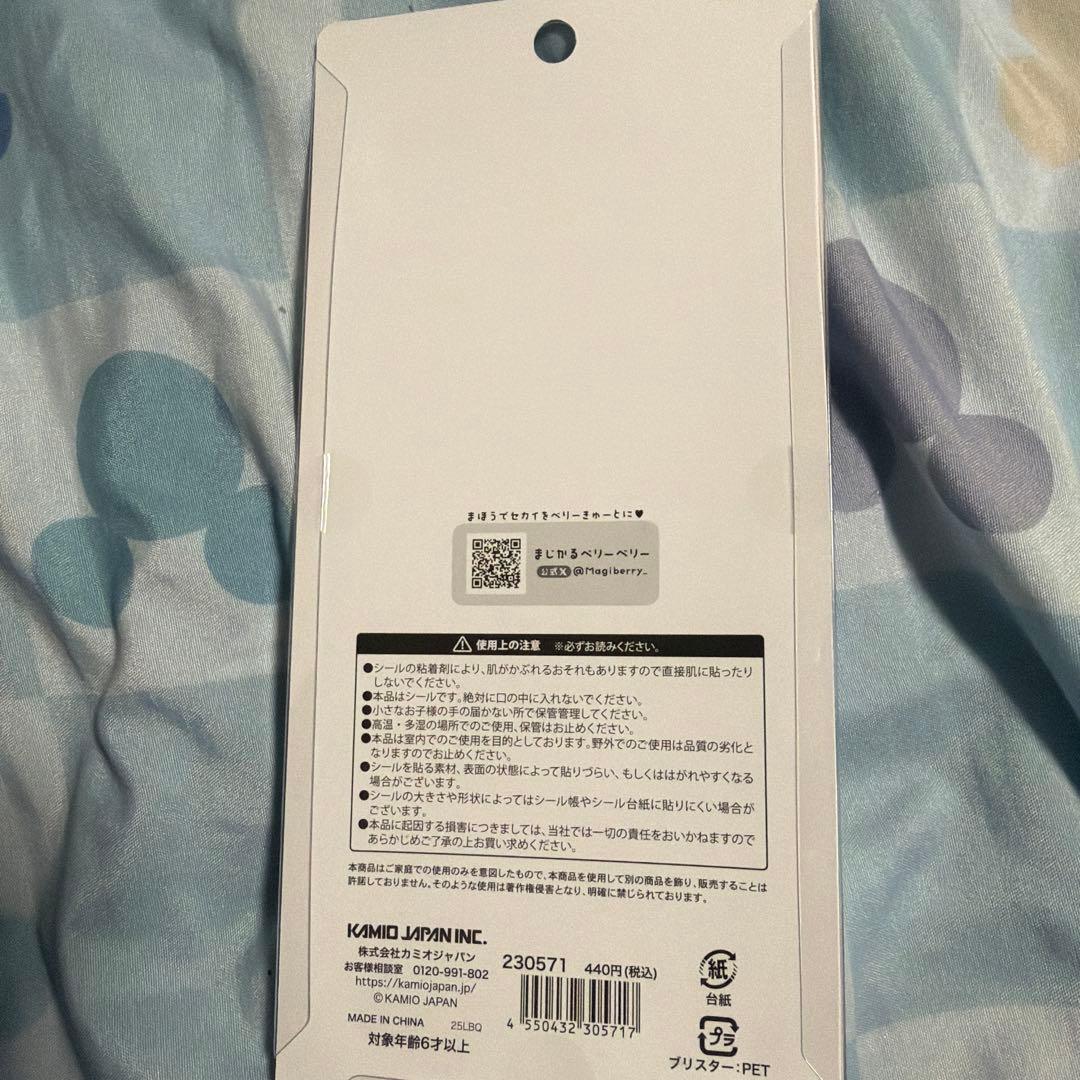 まほうでセカイをベリーきゅーとに♥
まじかるベリーベリー
公式X @Magiberry_
⚠ 使用上の注意 ※必ずお読みください。
●シールの粘着剤により、肌がかぶれるおそれもありますので直接肌に貼ったり
しないでください。
●本品はシールです。絶対に口の中に入れないでください。
●小さなお子様の手の届かない所で保管管理してください。
●高温・多湿の場所でのご使用、保管はお止めください。
●本品は室内でのご使用を目的としております。野外でのご使用は品質の劣化と
なりますのでお止めください。
●シールを貼る素材、表面の状態によって貼りづらい、もしくははがれやすくなる
場合がございます。
●シールの大きさや形状によってはシール帳やシール台紙に貼りにくい場合が
ございます。
●本品に起因する損害につきましては、当社では一切の責任をおいかねますので
あらかじめご了承の上お買い求めください。
本商品はご家庭での使用のみを意図したもので、本商品を使用して別の商品を飾り、販売することは
許諾しておりません。そのような使用は著作権侵害となり、明確に禁じられております。
KAMIO JAPAN INC.
株式会社カミオジャパン
お客様相談室 0120-991-802
https://kamiojapan.jp/
©KAMIO JAPAN
MADE IN CHINA 25LBQ
対象年齢6才以上
230571 440円(税込)
4 550432 305717
紙
台紙
プラ
ブリスター:PET